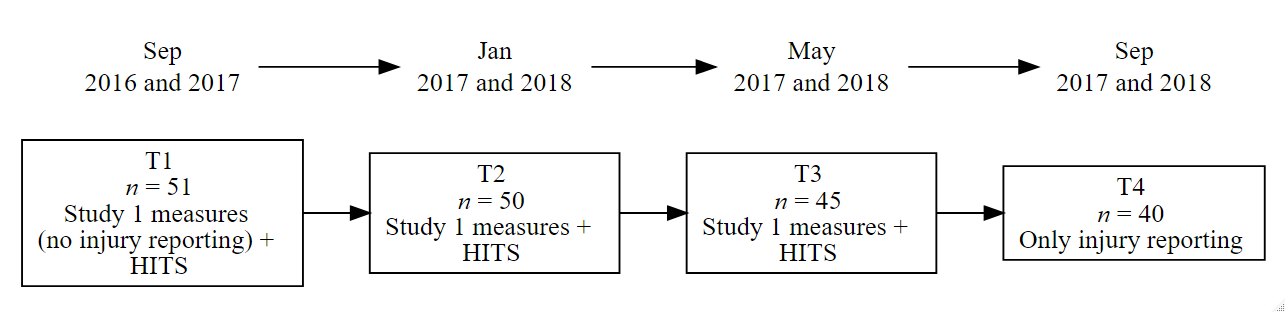 Sep
2016 and 2017
Jan
2017 and 2018
May
2017 and 2018
Sep
2017 and 2018
T1
n = 51
Study 1 measures
(no injury reporting) +
HITS
T2
n = 50
Study 1 measures +
HITS
T3
n = 45
Study 1 measures +
HITS
T4
n = 40
Only injury reporting